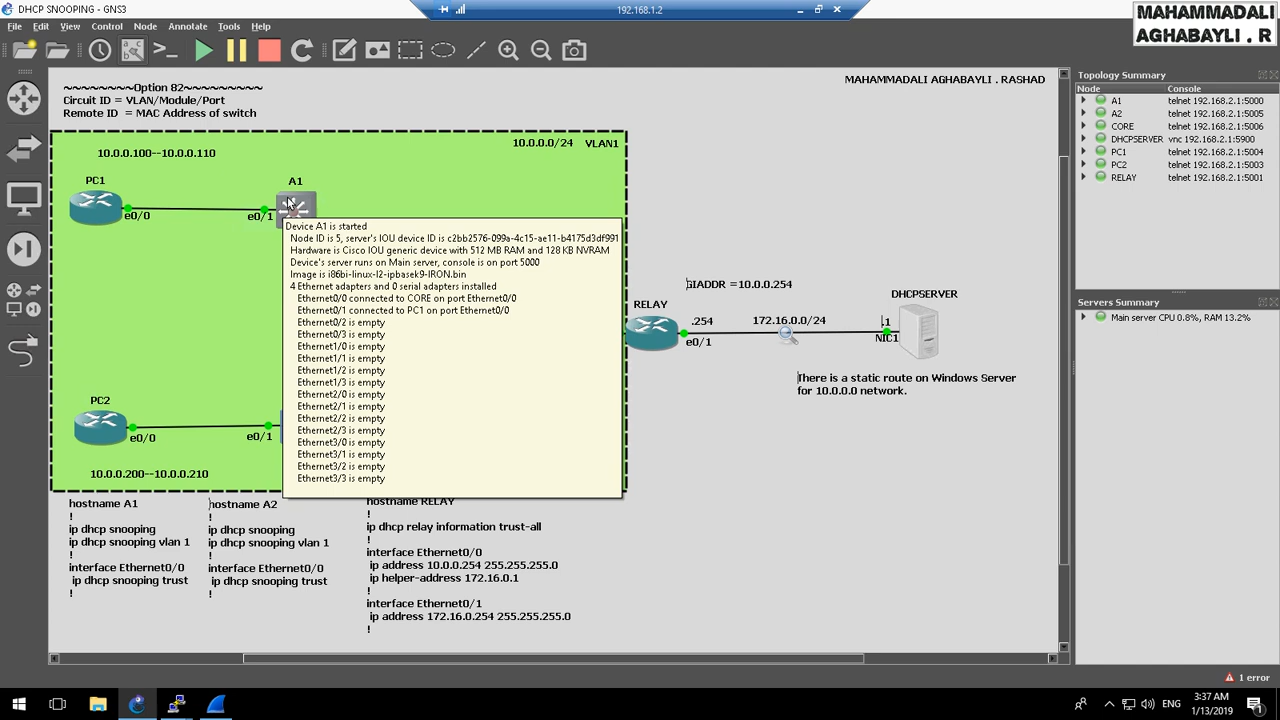 DHCP SNOOPING - GNS3
192.168.1.2
MAHAMMADALI
AGHABAYLI . R
File Edit View Control Node Annotate Tools Help
~~~~~~~~Option 82~~~~~~~~~
Circuit ID = VLAN/Module/Port
Remote ID = MAC Address of switch
MAHAMMADALI AGHABAYLI . RASHAD
10.0.0.0/24 VLAN1
10.0.0.100--10.0.0.110
PC1
A1
e0/0
e0/1
Device A1 is started
Node ID is 5, server's IOU device ID is c2bb2576-099a-4c15-ae11-b4175d3df991
Hardware is Cisco IOU generic device with 512 MB RAM and 128 KB NVRAM
Device's server runs on Main server, console is on port 5000
Image is i86bi-linux-l2-ipbasek9-IRON.bin
4 Ethernet adapters and 0 serial adapters installed
Ethernet0/0 connected to CORE on port Ethernet0/0
Ethernet0/1 connected to PC1 on port Ethernet0/0
Ethernet0/2 is empty
Ethernet0/3 is empty
Ethernet1/0 is empty
Ethernet1/1 is empty
Ethernet1/2 is empty
Ethernet1/3 is empty
Ethernet2/0 is empty
Ethernet2/1 is empty
Ethernet2/2 is empty
Ethernet2/3 is empty
Ethernet3/0 is empty
Ethernet3/1 is empty
Ethernet3/2 is empty
Ethernet3/3 is empty
PC2
e0/0
e0/1
10.0.0.200--10.0.0.210
GIADDR =10.0.0.254
RELAY
.254
e0/1
172.16.0.0/24
DHCPSERVER
.1
NIC1
There is a static route on Windows Server
for 10.0.0.0 network.
hostname A1
!
ip dhcp snooping
ip dhcp snooping vlan 1
!
interface Ethernet0/0
ip dhcp snooping trust
!
hostname A2
!
ip dhcp snooping
ip dhcp snooping vlan 1
!
interface Ethernet0/0
ip dhcp snooping trust
!
hostname RELAY
!
ip dhcp relay information trust-all
!
interface Ethernet0/0
ip address 10.0.0.254 255.255.255.0
ip helper-address 172.16.0.1
!
interface Ethernet0/1
ip address 172.16.0.254 255.255.255.0
!
Topology Summary
Node Console
A1 telnet 192.168.2.1:5000
A2 telnet 192.168.2.1:5005
CORE telnet 192.168.2.1:5006
DHCPSERVER vnc 192.168.2.1:5900
PC1 telnet 192.168.2.1:5004
PC2 telnet 192.168.2.1:5003
RELAY telnet 192.168.2.1:5001
Servers Summary
Main server CPU 0.8%, RAM 13.2%
1 error
ENG
3:37 AM
1/13/2019
1